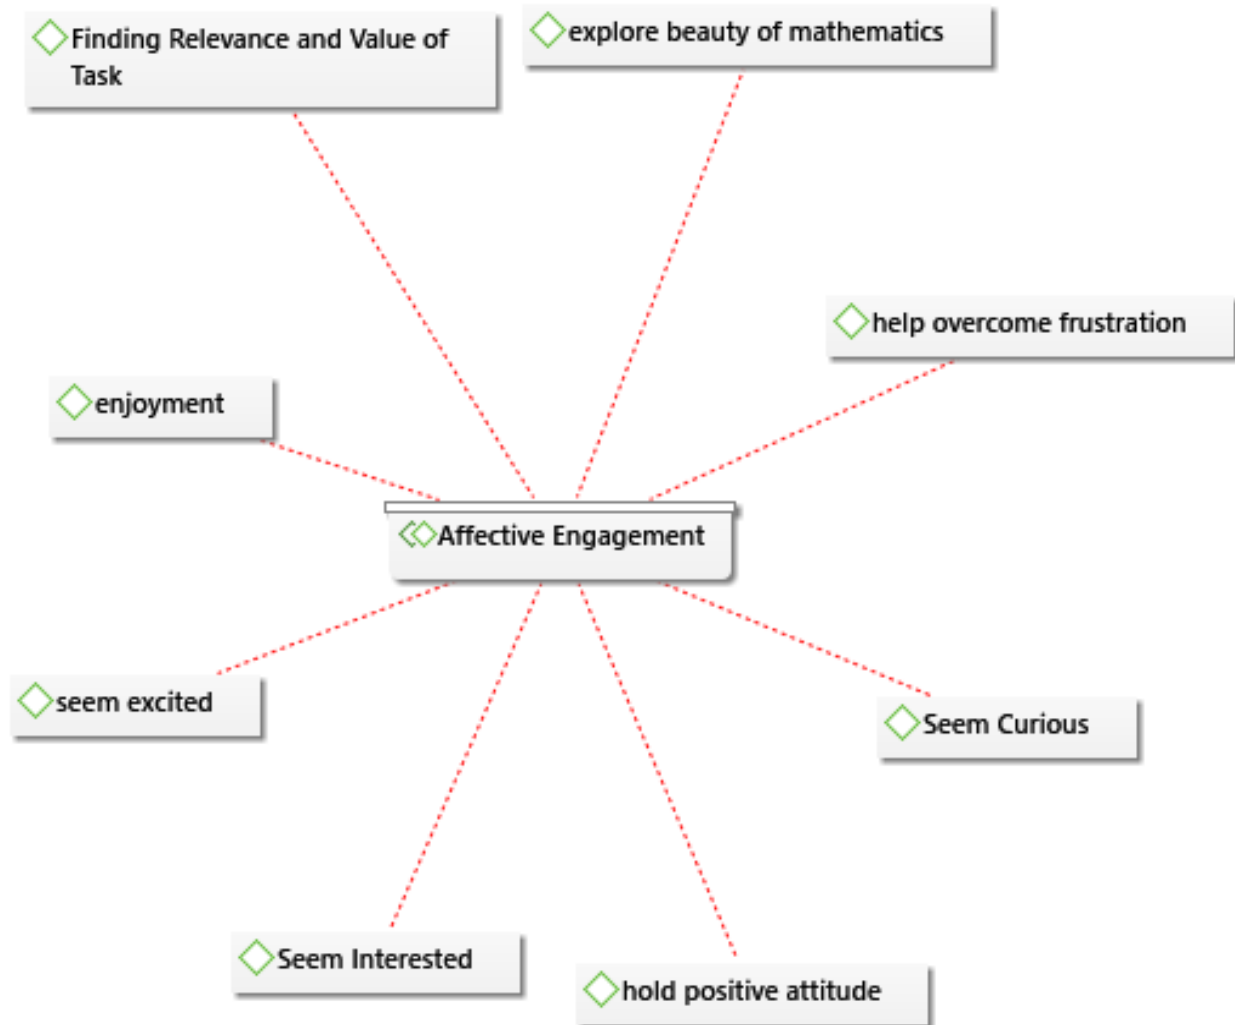 Finding Relevance and Value of
Task
explore beauty of mathematics
help overcome frustration
enjoyment
Affective Engagement
seem excited
Seem Curious
Seem Interested
hold positive attitude